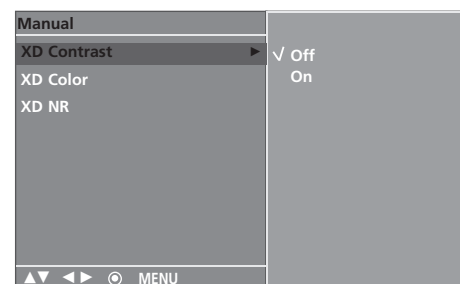 Manual
XD Contrast ►
XD Color
XD NR
▲▼ ◄► ⦿ MENU
√ Off
On